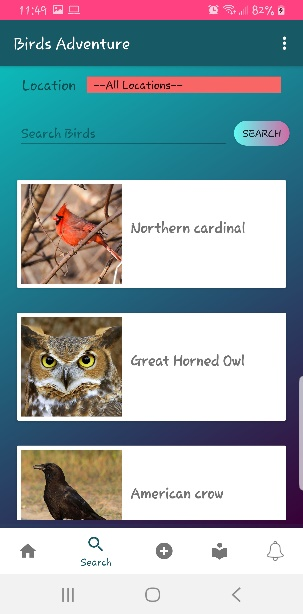 11:49 82%
Birds Adventure
Location --All Locations--
Search Birds SEARCH
Northern cardinal
Great Horned Owl
American crow
Search